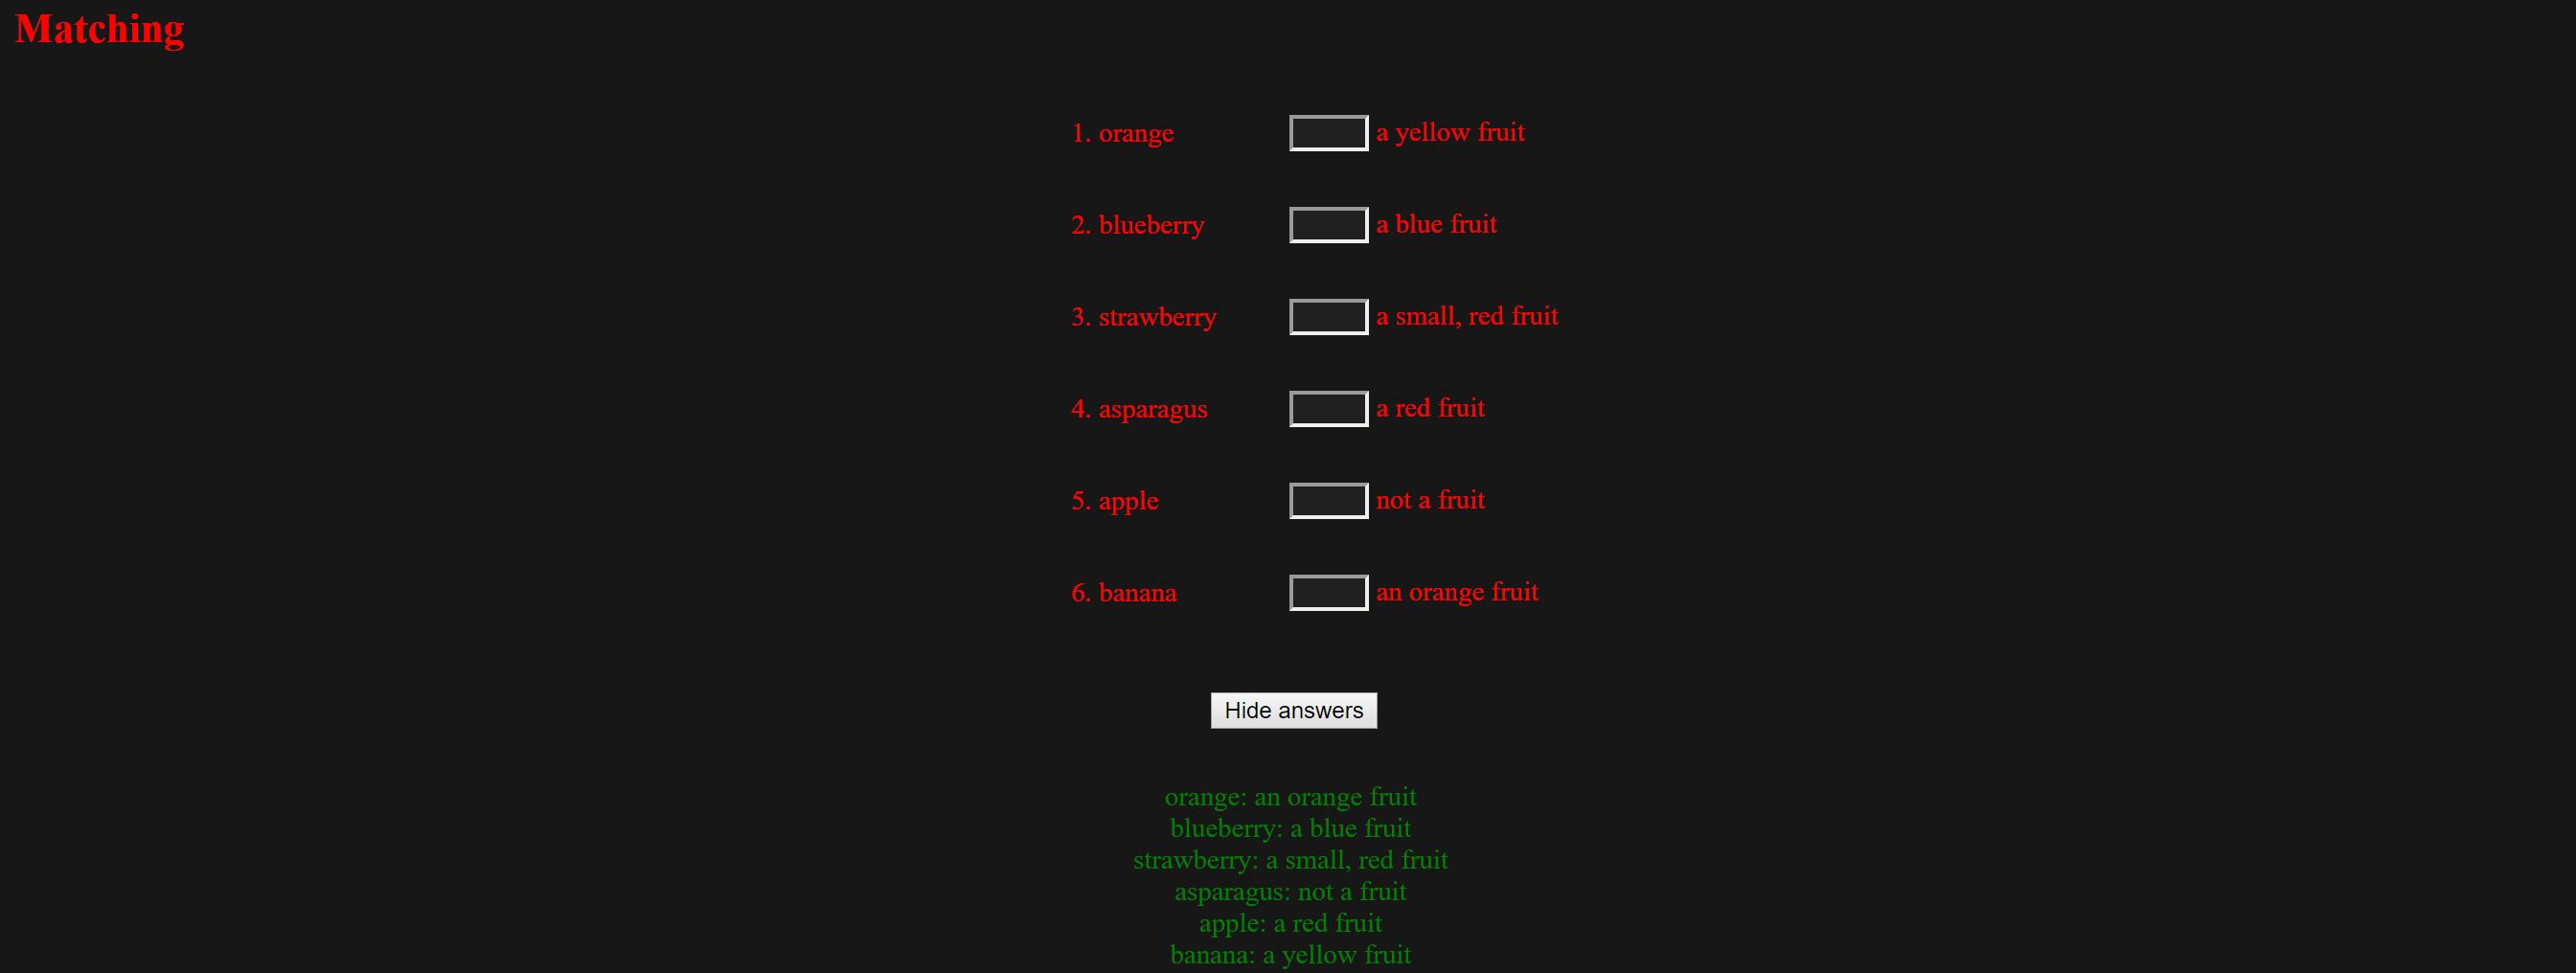 Matching
1. orange a yellow fruit
2. blueberry a blue fruit
3. strawberry a small, red fruit
4. asparagus a red fruit
5. apple not a fruit
6. banana an orange fruit
Hide answers
orange: an orange fruit
blueberry: a blue fruit
strawberry: a small, red fruit
asparagus: not a fruit
apple: a red fruit
banana: a yellow fruit